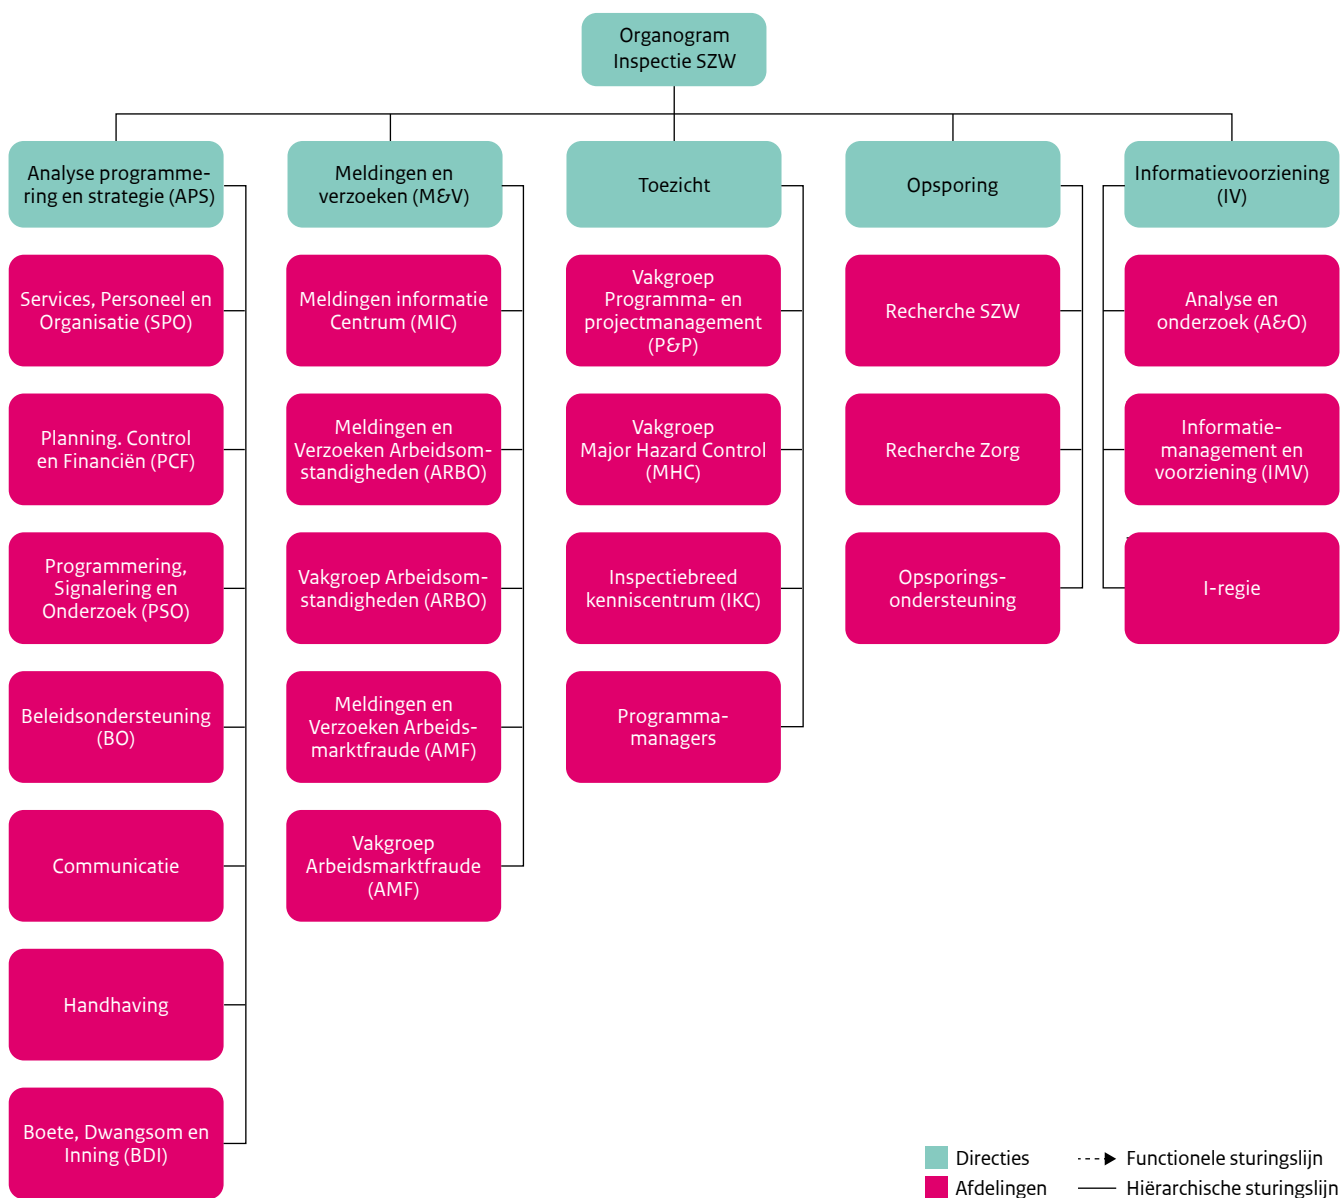 Organogram
Inspectie SZW
Analyse programme-
ring en strategie (APS)
Services, Personeel en
Organisatie (SPO)
Planning. Control
en Financiën (PCF)
Programmering,
Signalering en
Onderzoek (PSO)
Beleidsondersteuning
(BO)
Communicatie
Handhaving
Boete, Dwangsom en
Inning (BDI)
Meldingen en
verzoeken (M&V)
Meldingen informatie
Centrum (MIC)
Meldingen en
Verzoeken Arbeidsom-
standigheden (ARBO)
Vakgroep Arbeidsom-
standigheden (ARBO)
Meldingen en
Verzoeken Arbeids-
marktfraude (AMF)
Vakgroep
Arbeidsmarktfraude
(AMF)
Toezicht
Vakgroep
Programma- en
projectmanagement
(P&P)
Vakgroep
Major Hazard Control
(MHC)
Inspectiebreed
kenniscentrum (IKC)
Programma-
managers
Opsporing
Recherche SZW
Recherche Zorg
Opsporings-
ondersteuning
Informatievoorziening
(IV)
Analyse en
onderzoek (A&O)
Informatie-
management en
voorziening (IMV)
I-regie
Directies
Afdelingen
Functionele sturingslijn
Hiërarchische sturingslijn